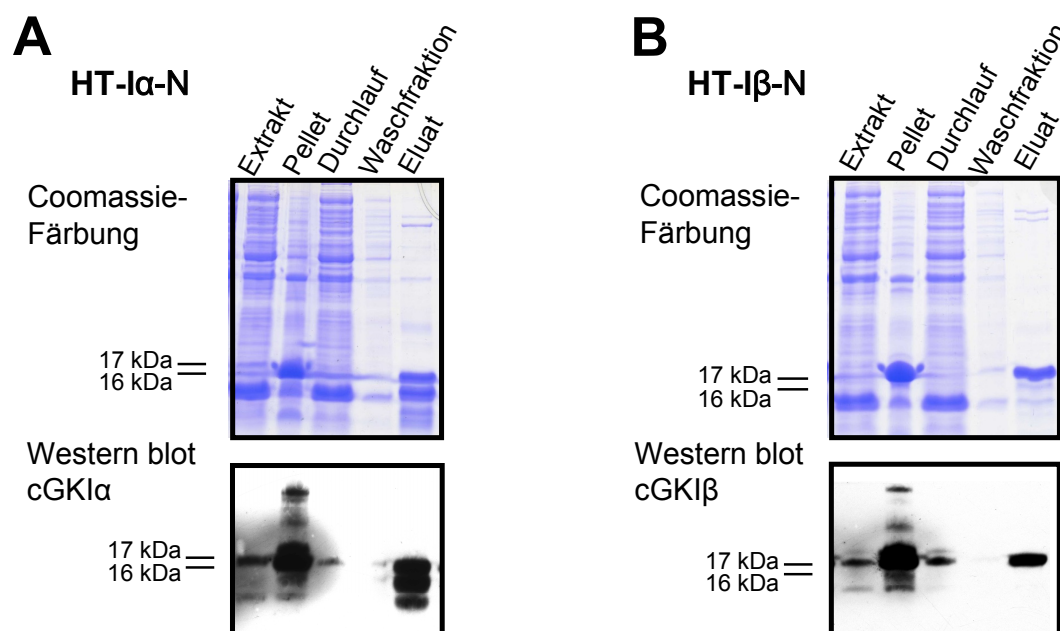 A
HT-Iα-N
Extrakt
Pellet
Durchlauf
Waschfraktion
Eluat
Coomassie-
Färbung
17 kDa
16 kDa
Western blot
cGKIα
17 kDa
16 kDa
B
HT-Iβ-N
Extrakt
Pellet
Durchlauf
Waschfraktion
Eluat
Coomassie-
Färbung
17 kDa
16 kDa
Western blot
cGKIβ
17 kDa
16 kDa